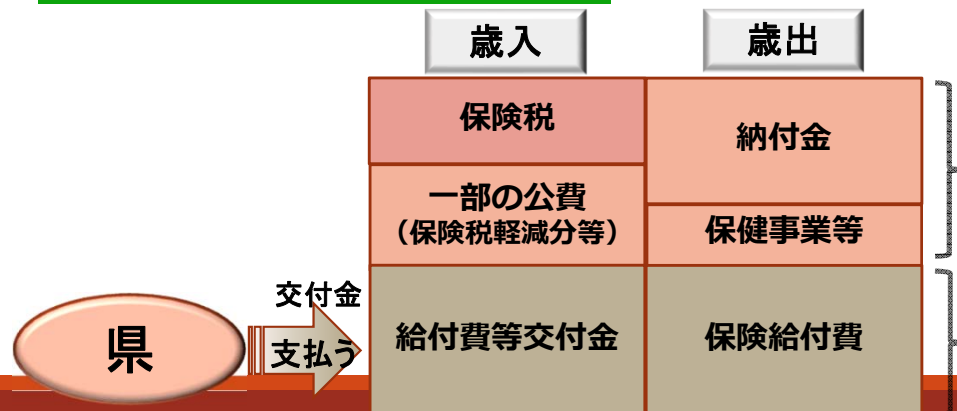 歳入
歳出
保険税
一部の公費
（保険税軽減分等）
給付費等交付金
納付金
保健事業等
保険給付費
県
交付金
支払う